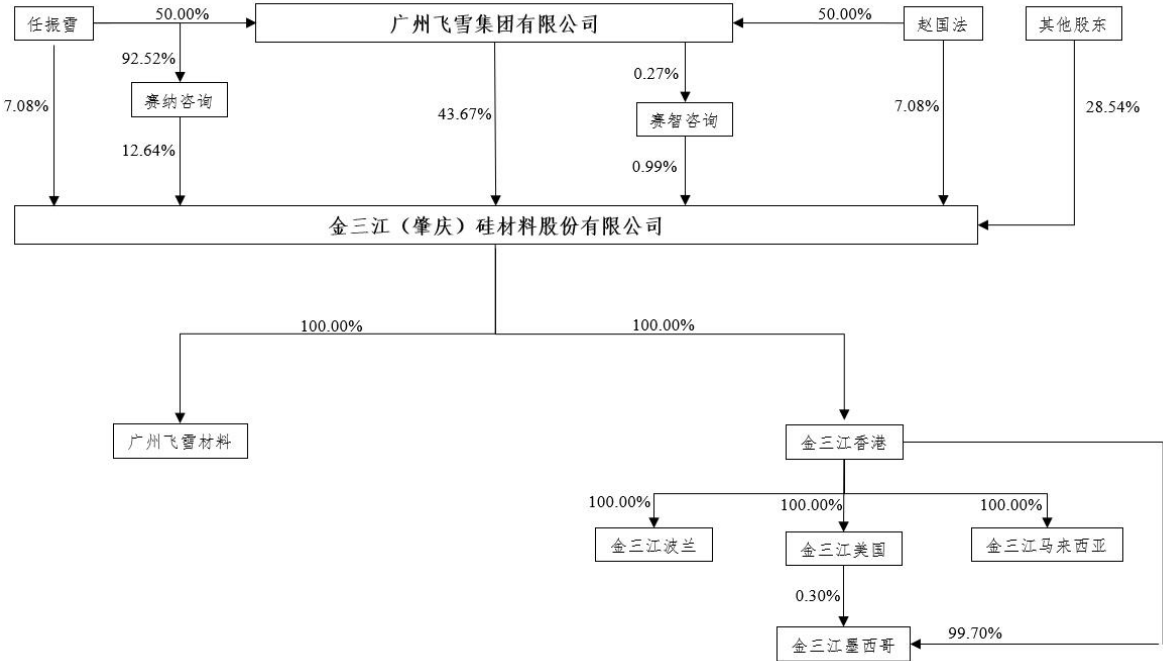 任振雪
50.00%
广州飞雪集团有限公司
50.00%
赵国法
其他股东
92.52%
0.27%
7.08%
赛纳咨询
43.67%
赛智咨询
7.08%
28.54%
12.64%
0.99%
金三江（肇庆）硅材料股份有限公司
100.00%
100.00%
广州飞雪材料
金三江香港
100.00%
100.00%
100.00%
金三江波兰
金三江美国
金三江马来西亚
0.30%
金三江墨西哥
99.70%